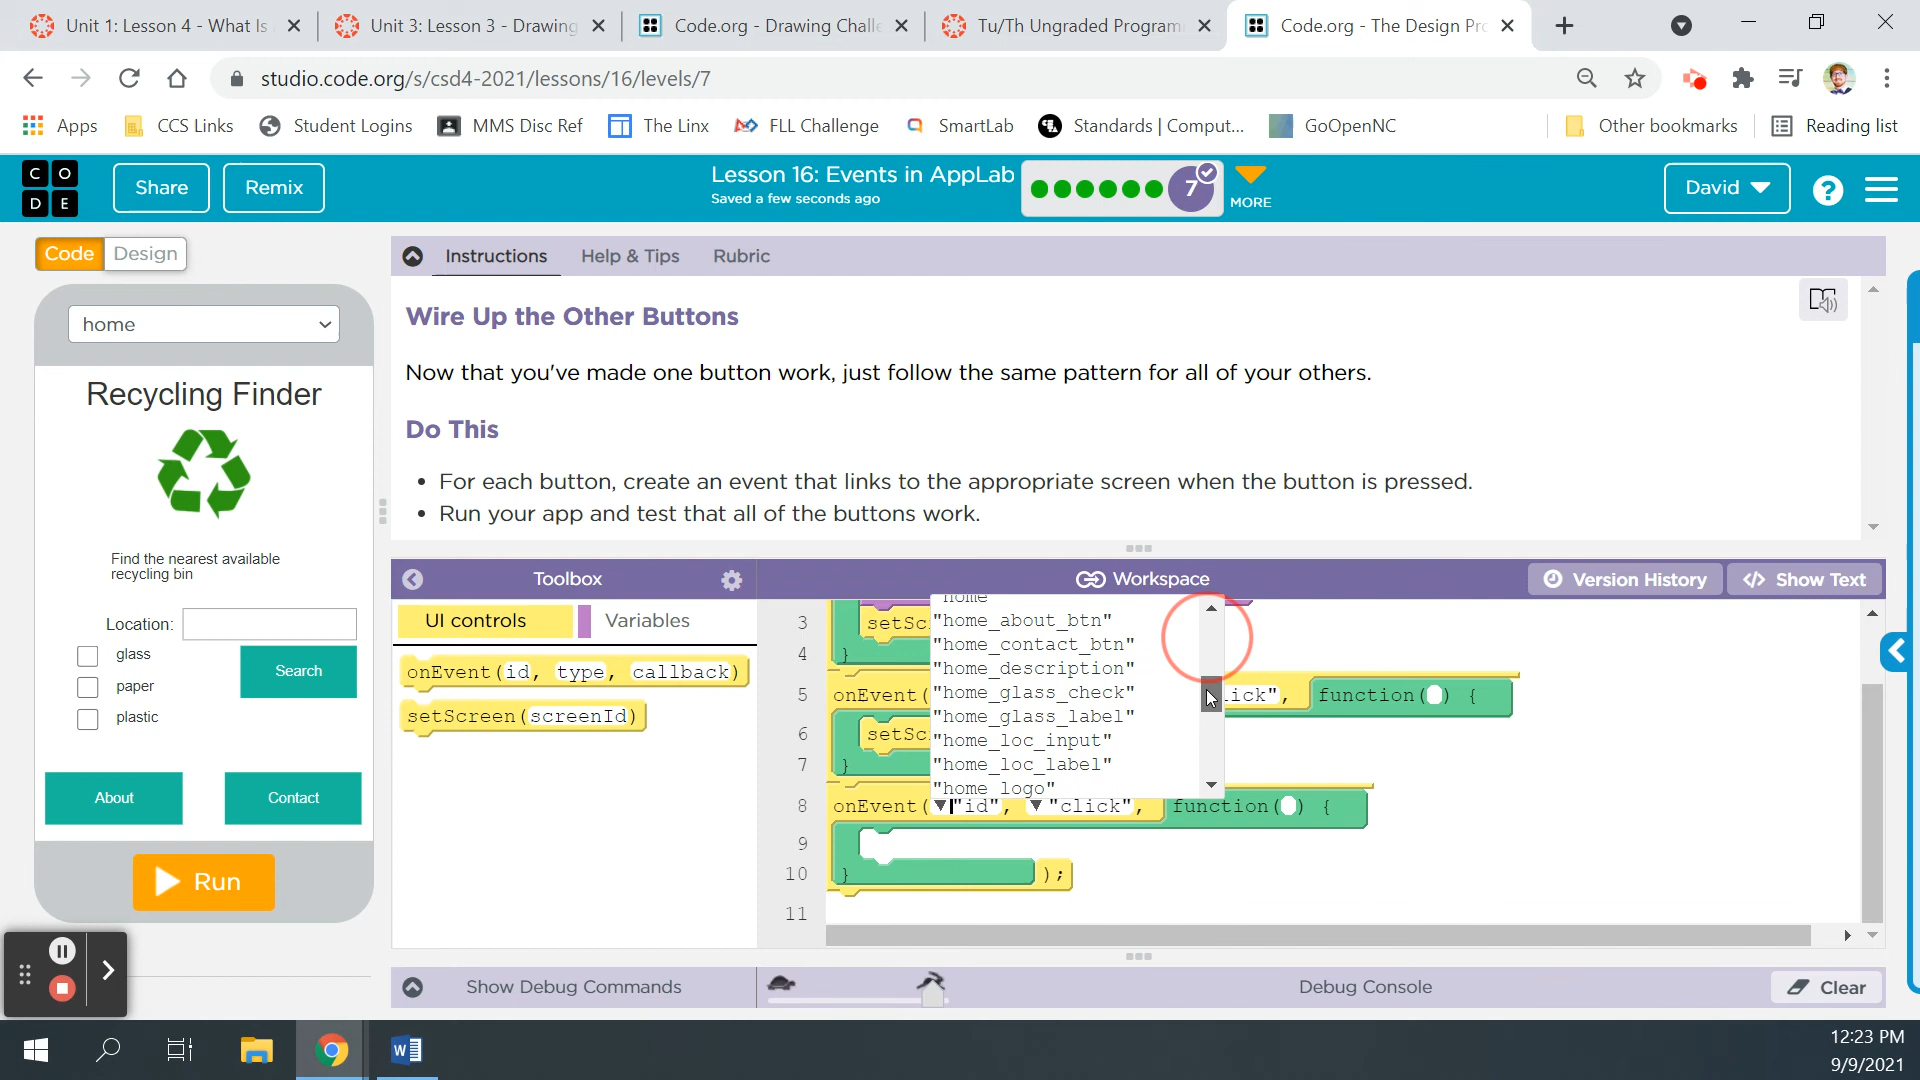 Unit 1: Lesson 4 - What Is
Unit 3: Lesson 3 - Drawing
Code.org - Drawing Challe
Tu/Th Ungraded Program
Code.org - The Design Pro
studio.code.org/s/csd4-2021/lessons/16/levels/7
Apps
CCS Links
Student Logins
MMS Disc Ref
The Linx
FLL Challenge
SmartLab
Standards | Comput...
GoOpenNC
Other bookmarks
Reading list
C O
D E
Share
Remix
Lesson 16: Events in AppLab
Saved a few seconds ago
7
MORE
David
?
Code
Design
Instructions
Help & Tips
Rubric
home
Recycling Finder
Find the nearest available
recycling bin
Location:
glass
paper
plastic
Search
About
Contact
Run
Wire Up the Other Buttons
Now that you've made one button work, just follow the same pattern for all of your others.
Do This
• For each button, create an event that links to the appropriate screen when the button is pressed.
• Run your app and test that all of the buttons work.
Toolbox
Workspace
Version History
Show Text
UI controls
Variables
onEvent(id, type, callback)
setScreen(screenId)
"home_about_btn"
"home_contact_btn"
"home_description"
"home_glass_check"
"home_glass_label"
"home_loc_input"
"home_loc_label"
"home_logo"
3 setSc
4 }
5 onEvent( function( ) {
6 setSc
7 }
8 onEvent( "id", "click", function( ) {
9
10 } );
11
Show Debug Commands
Debug Console
Clear
12:23 PM
9/9/2021